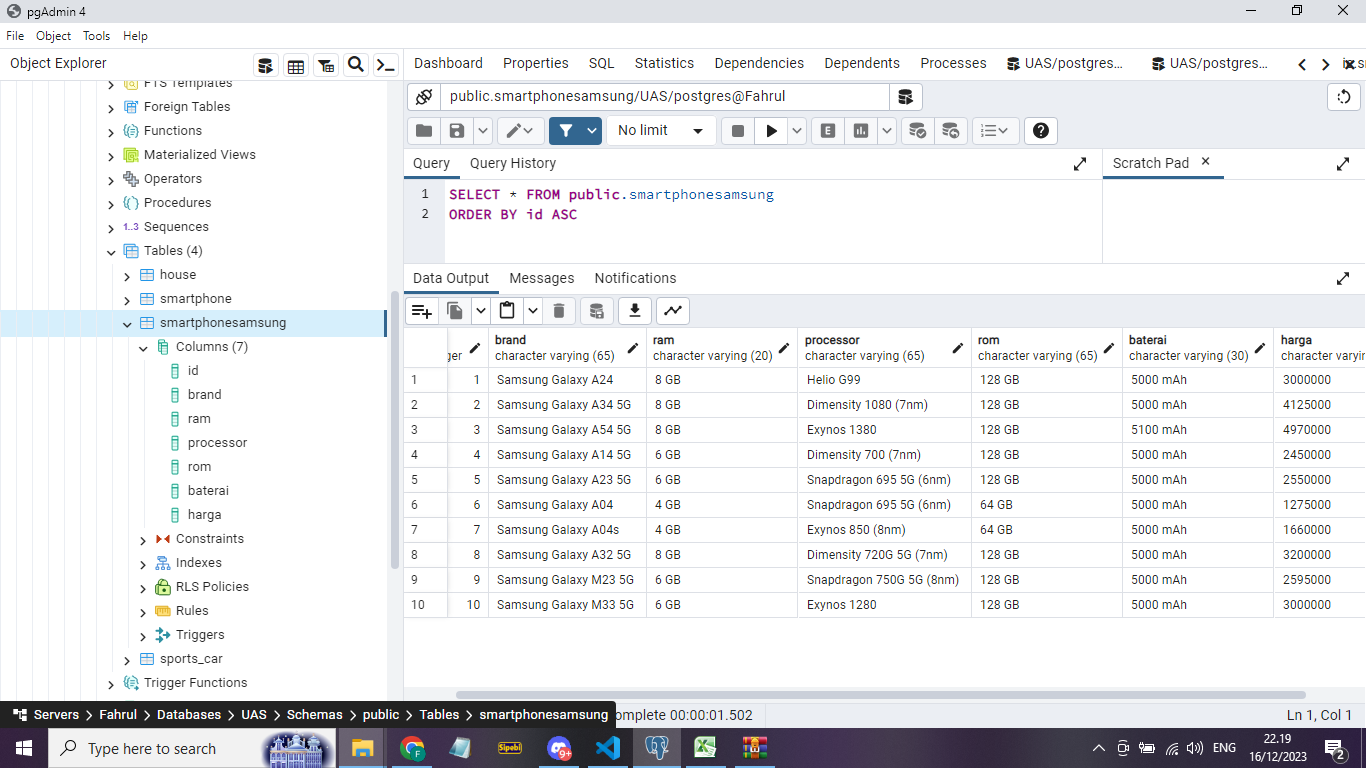 pgAdmin 4
File Object Tools Help
Object Explorer
Dashboard Properties SQL Statistics Dependencies Dependents Processes UAS/postgres... UAS/postgres...
FTS Templates
Foreign Tables
Functions
Materialized Views
Operators
Procedures
1..3 Sequences
Tables (4)
house
smartphone
smartphonesamsung
Columns (7)
id
brand
ram
processor
rom
baterai
harga
Constraints
Indexes
RLS Policies
Rules
Triggers
sports_car
Trigger Functions
public.smartphonesamsung/UAS/postgres@Fahrul
No limit
E
Query Query History
Scratch Pad
1 SELECT * FROM public.smartphonesamsung
2 ORDER BY id ASC
Data Output Messages Notifications
brand ram processor rom baterai harga
ger character varying (65) character varying (20) character varying (65) character varying (65) character varying (30) character varyin
1 1 Samsung Galaxy A24 8 GB Helio G99 128 GB 5000 mAh 3000000
2 2 Samsung Galaxy A34 5G 8 GB Dimensity 1080 (7nm) 128 GB 5000 mAh 4125000
3 3 Samsung Galaxy A54 5G 8 GB Exynos 1380 128 GB 5100 mAh 4970000
4 4 Samsung Galaxy A14 5G 6 GB Dimensity 700 (7nm) 128 GB 5000 mAh 2450000
5 5 Samsung Galaxy A23 5G 6 GB Snapdragon 695 5G (6nm) 128 GB 5000 mAh 2550000
6 6 Samsung Galaxy A04 4 GB Snapdragon 695 5G (6nm) 64 GB 5000 mAh 1275000
7 7 Samsung Galaxy A04s 4 GB Exynos 850 (8nm) 64 GB 5000 mAh 1660000
8 8 Samsung Galaxy A32 5G 8 GB Dimensity 720G 5G (7nm) 128 GB 5000 mAh 3200000
9 9 Samsung Galaxy M23 5G 6 GB Snapdragon 750G 5G (8nm) 128 GB 5000 mAh 2595000
10 10 Samsung Galaxy M33 5G 6 GB Exynos 1280 128 GB 5000 mAh 3000000
Servers Fahrul Databases UAS Schemas public Tables smartphonesamsung
omplete 00:00:01.502
Ln 1, Col 1
Type here to search
Sipebi
9+
ENG
22.19
16/12/2023
2